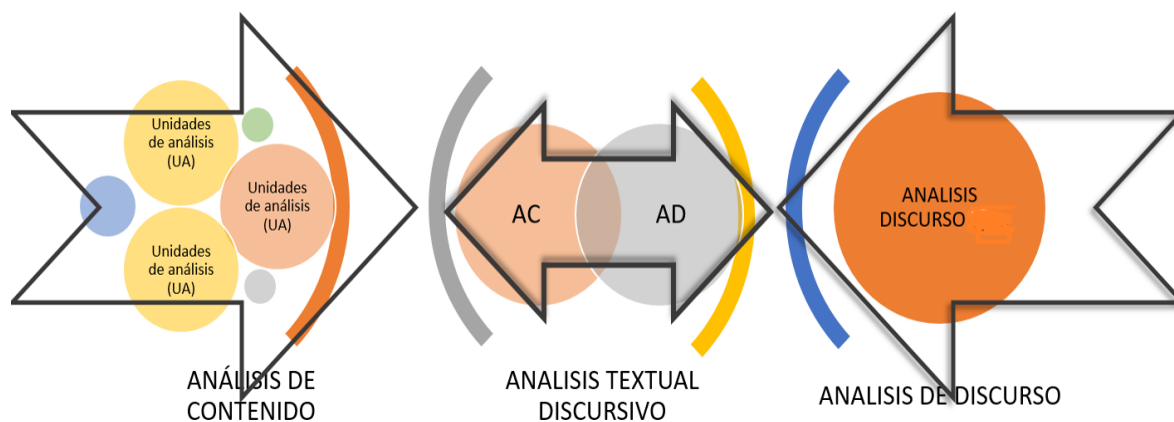 Unidades
de análisis
(UA)
Unidades
de análisis
(UA)
Unidades
de análisis
(UA)
AC
AD
ANALISIS
DISCURSO
ANÁLISIS DE
CONTENIDO
ANALISIS TEXTUAL
DISCURSIVO
ANALISIS DE DISCURSO